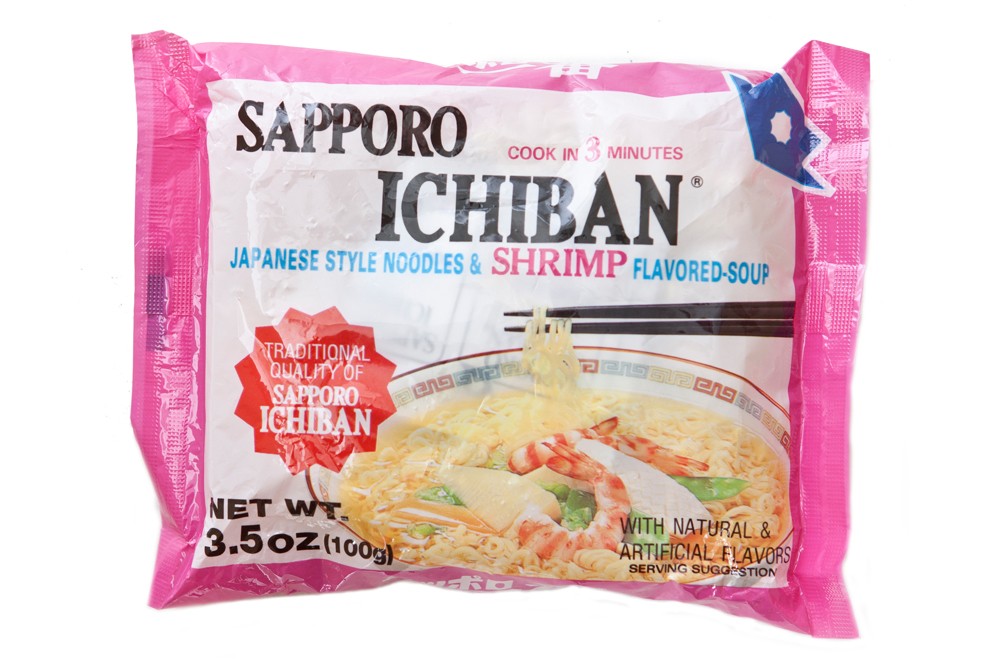 SAPPORO
COOK IN 3 MINUTES
ICHIBAN®
JAPANESE STYLE NOODLES & SHRIMP FLAVORED-SOUP
TRADITIONAL
QUALITY OF
SAPPORO
ICHIBAN
NET WT.
3.5oz (100g)
WITH NATURAL &
ARTIFICIAL FLAVORS
SERVING SUGGESTION